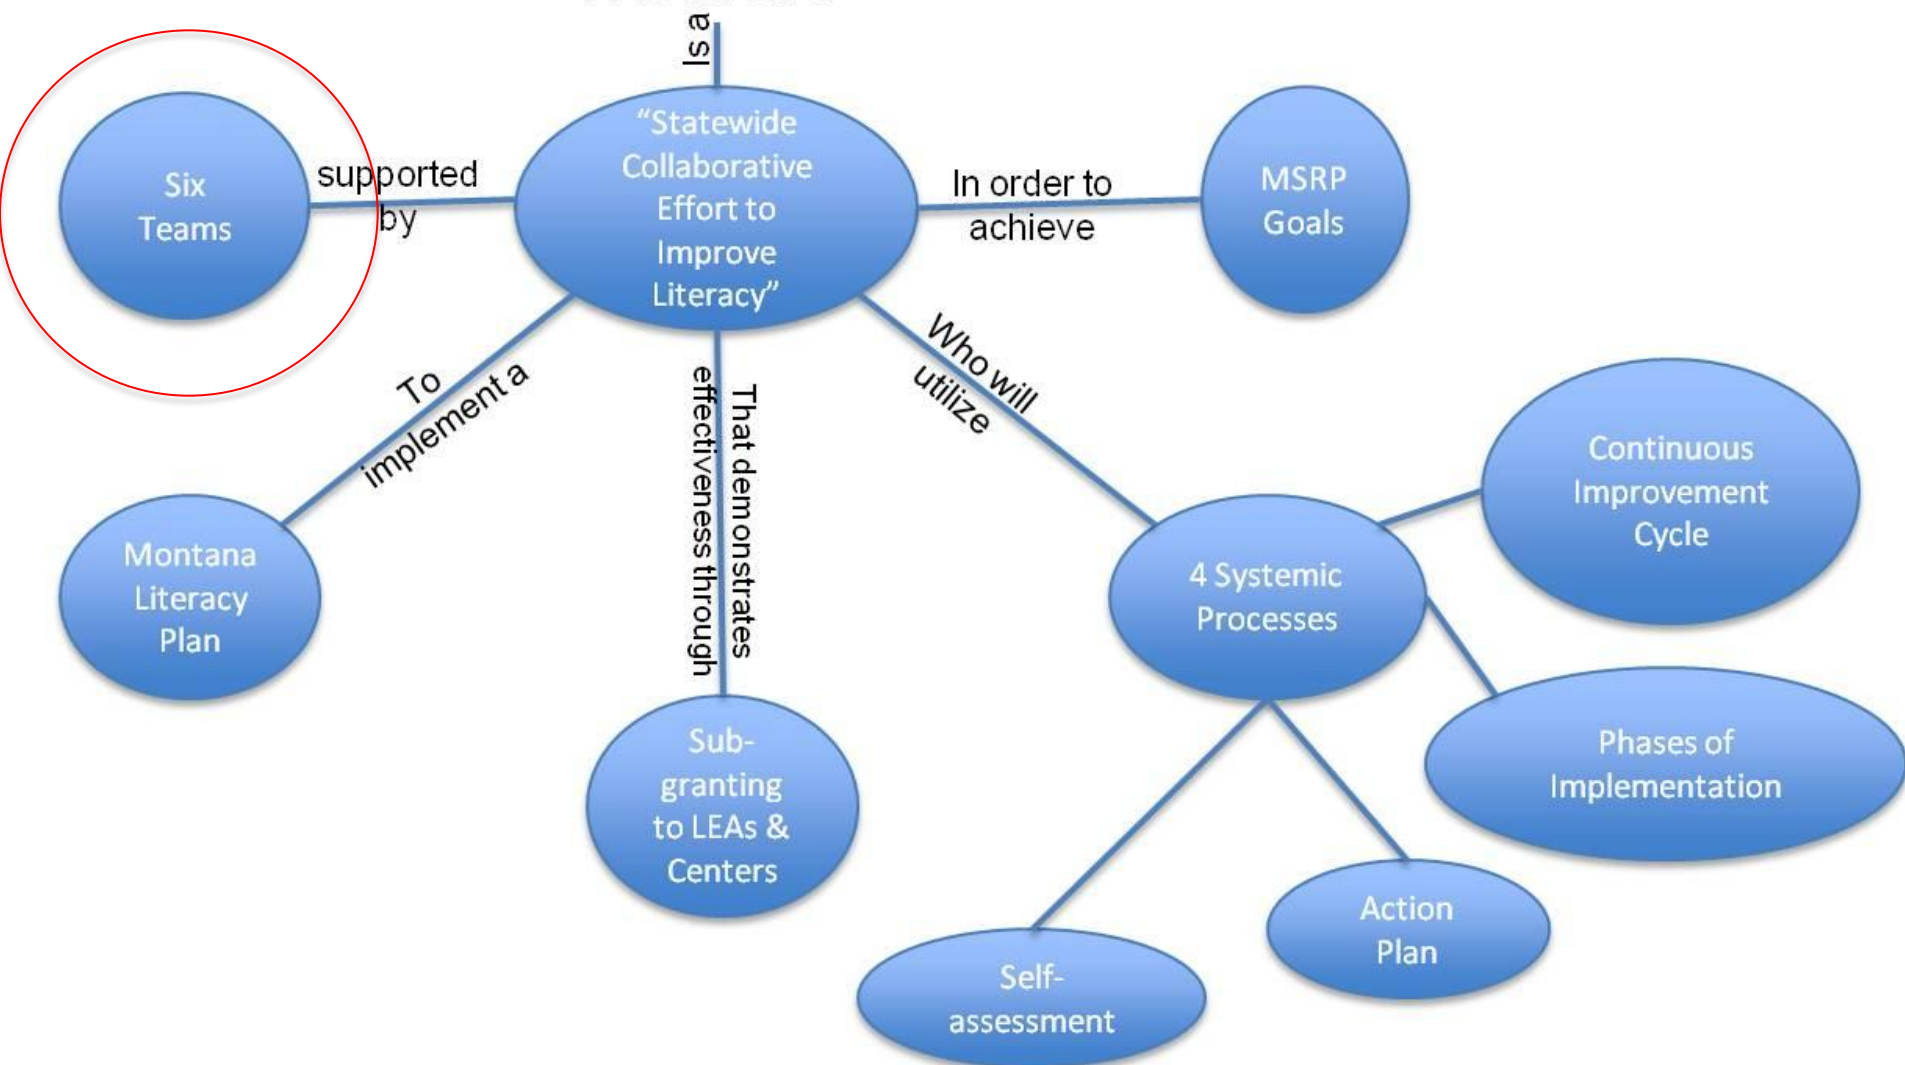 Is a
"Statewide
Collaborative
Effort to
Improve
Literacy"
Six
Teams
supported
by
In order to
achieve
MSRP
Goals
To
implement a
That demonstrates
effectiveness through
Who will
utilize
Montana
Literacy
Plan
Sub-
granting
to LEAs &
Centers
4 Systemic
Processes
Continuous
Improvement
Cycle
Phases of
Implementation
Action
Plan
Self-
assessment